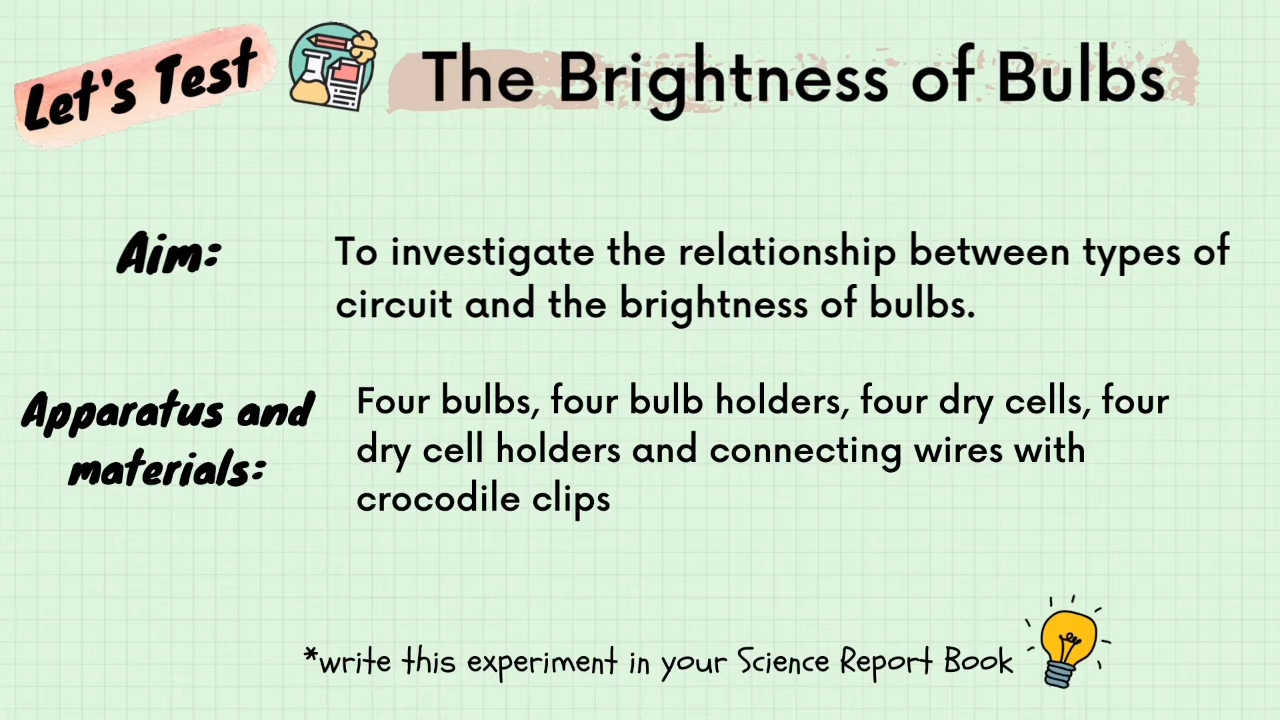 Let's Test
The Brightness of Bulbs
Aim:
To investigate the relationship between types of
circuit and the brightness of bulbs.
Apparatus and
materials:
Four bulbs, four bulb holders, four dry cells, four
dry cell holders and connecting wires with
crocodile clips
*write this experiment in your Science Report Book